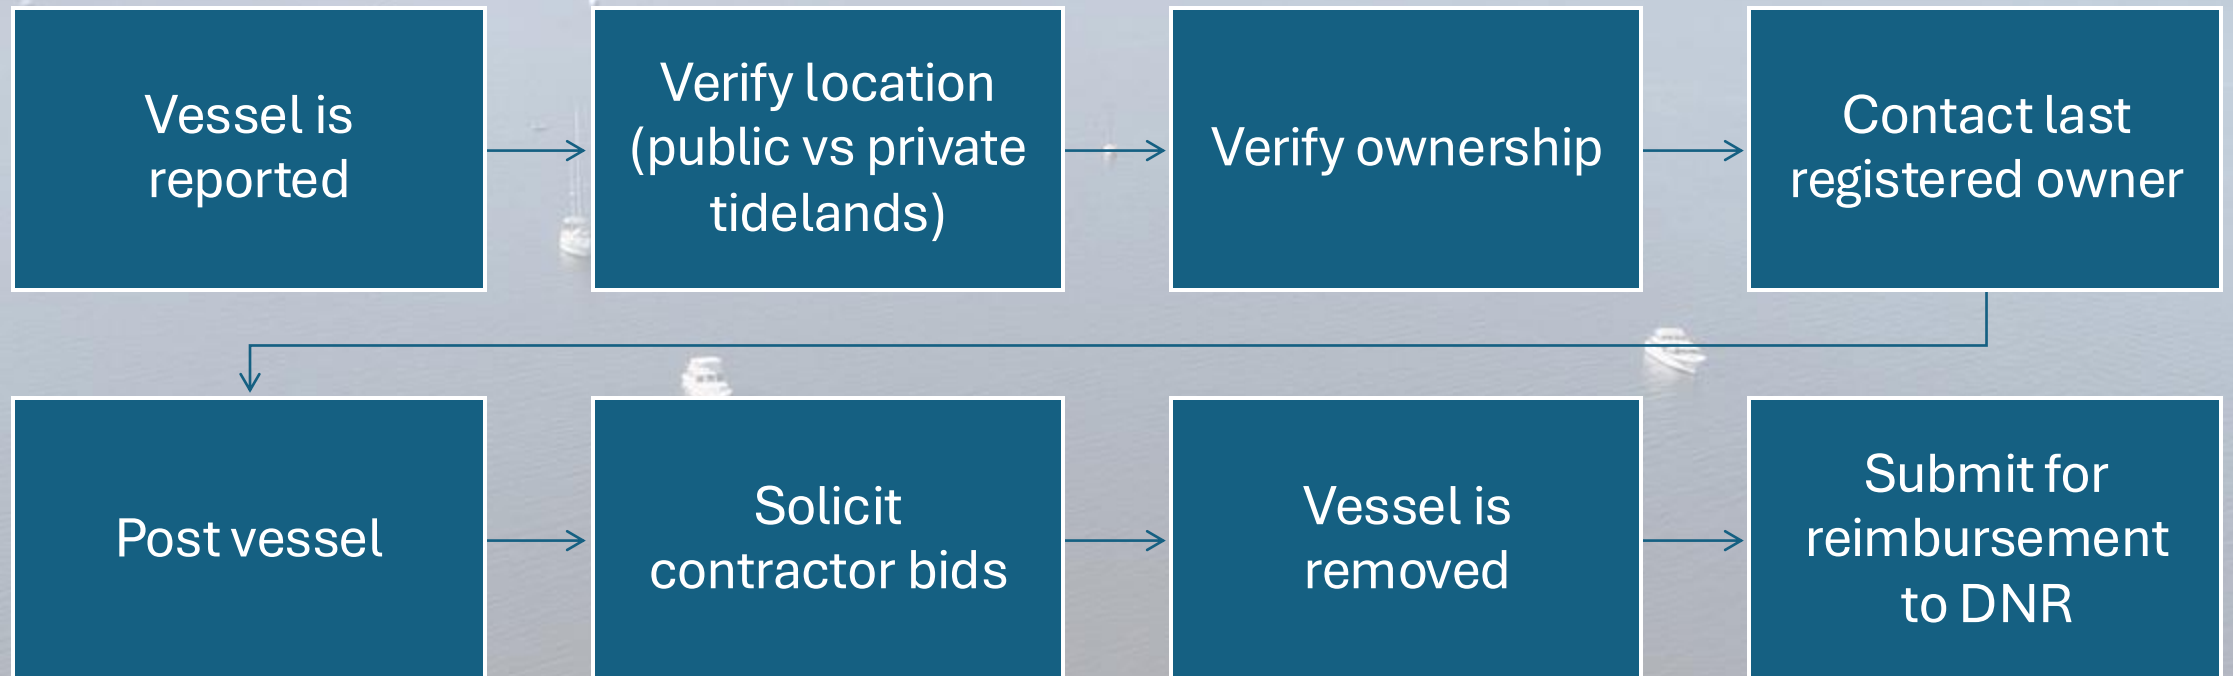 Vessel is
reported
Verify location
(public vs private
tidelands)
Verify ownership
Contact last
registered owner
Post vessel
Solicit
contractor bids
Vessel is
removed
Submit for
reimbursement
to DNR